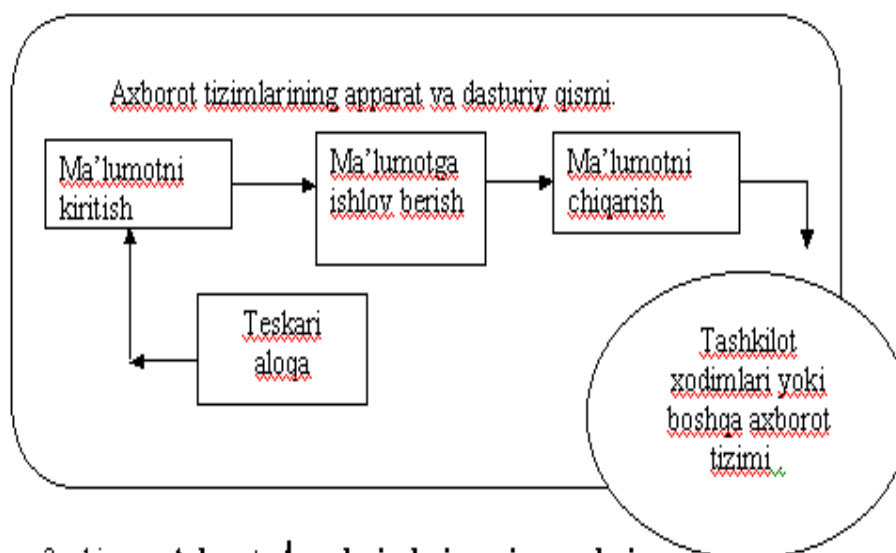 Axborot tizimlarining apparat va dasturiy qismi.
Ma'lumotni
kiritish
Ma'lumotga
ishlov berish
Ma'lumotni
chiqarish
Teskari
aloqa
Tashkilot
xodimlari yoki
boshqa axborot
tizimi .